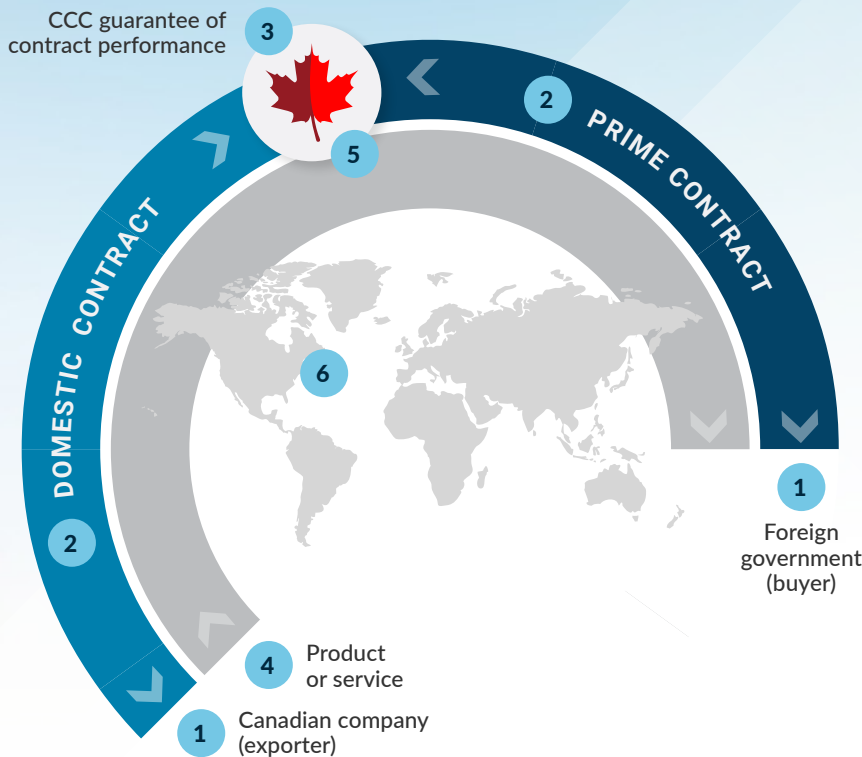 CCC guarantee of
contract performance
3
5
2
PRIME CONTRACT
DOMESTIC CONTRACT
6
2
1
Foreign
government
(buyer)
4
Product
or service
1
Canadian company
(exporter)